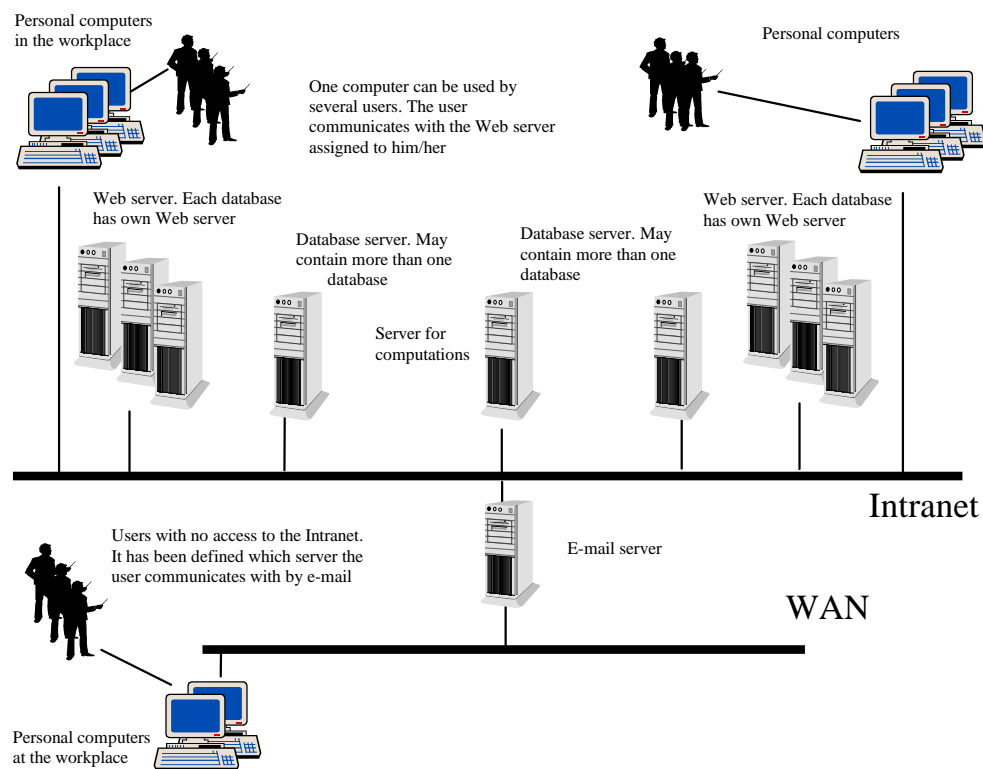 Personal computers
in the workplace
One computer can be used by
several users. The user
communicates with the Web server
assigned to him/her
Personal computers
Web server. Each database
has own Web server
Database server. May
contain more than one
database
Database server. May
contain more than one
database
Web server. Each database
has own Web server
Server for
computations
Intranet
Users with no access to the Intranet.
It has been defined which server the
user communicates with by e-mail
E-mail server
WAN
Personal computers
at the workplace